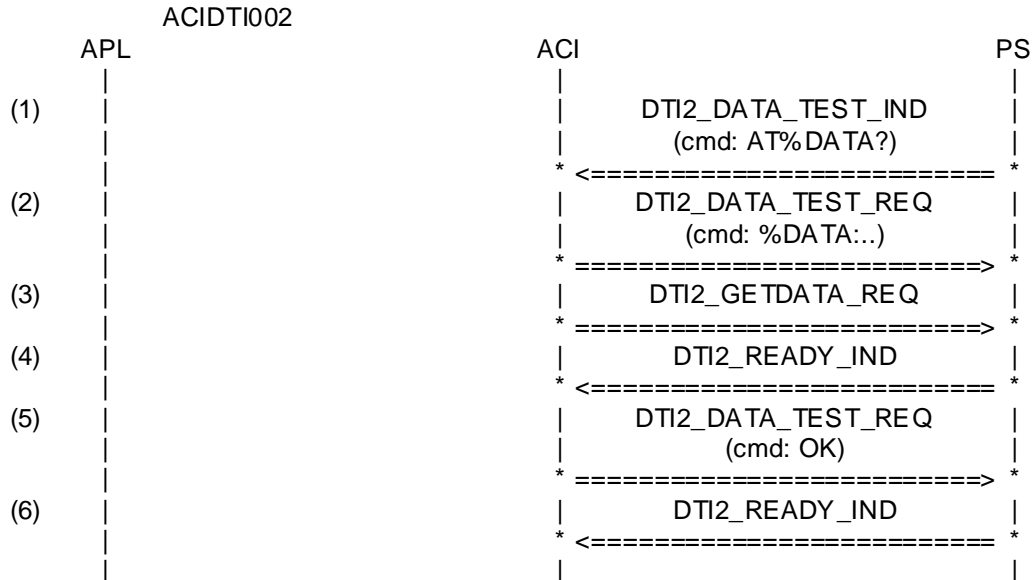 ACIDTI002
APL ACI PS
| | |
(1) | | DTI2_DATA_TEST_IND |
| | (cmd: AT%DATA?) |
| * <========================== *
(2) | | DTI2_DATA_TEST_REQ |
| | (cmd: %DATA:..) |
| * ==========================> *
(3) | | DTI2_GETDATA_REQ |
| * ==========================> *
(4) | | DTI2_READY_IND |
| * <========================== *
(5) | | DTI2_DATA_TEST_REQ |
| | (cmd: OK) |
| * ==========================> *
(6) | | DTI2_READY_IND |
| * <========================== *
| | |